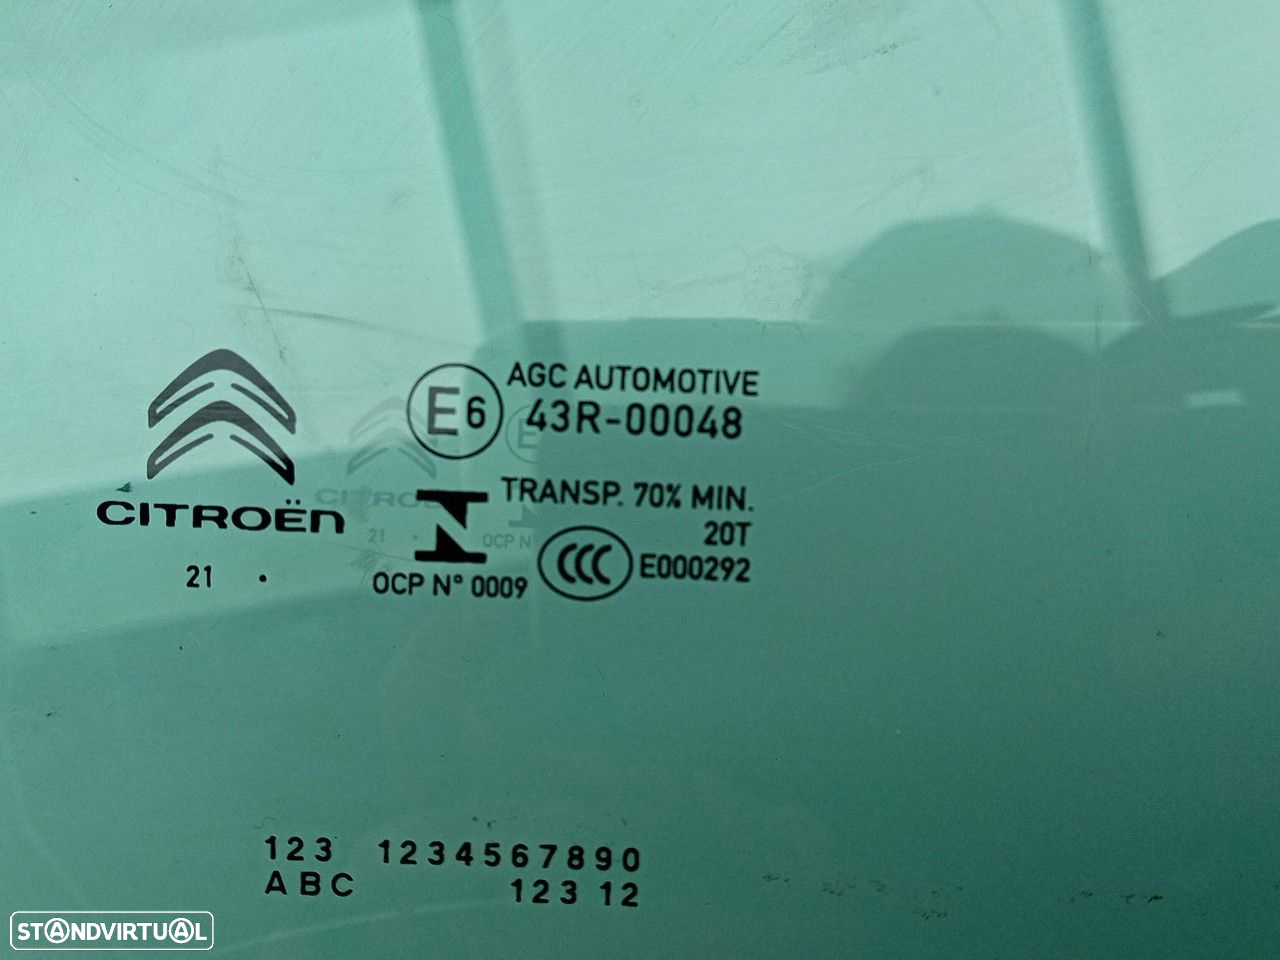 CITROËN
21 .
E6
AGC AUTOMOTIVE
43R-00048
TRANSP. 70% MIN.
20T
CCC E000292
N
OCP N° 0009
123 1234567890
ABC 123 12
STANDVIRTUAL